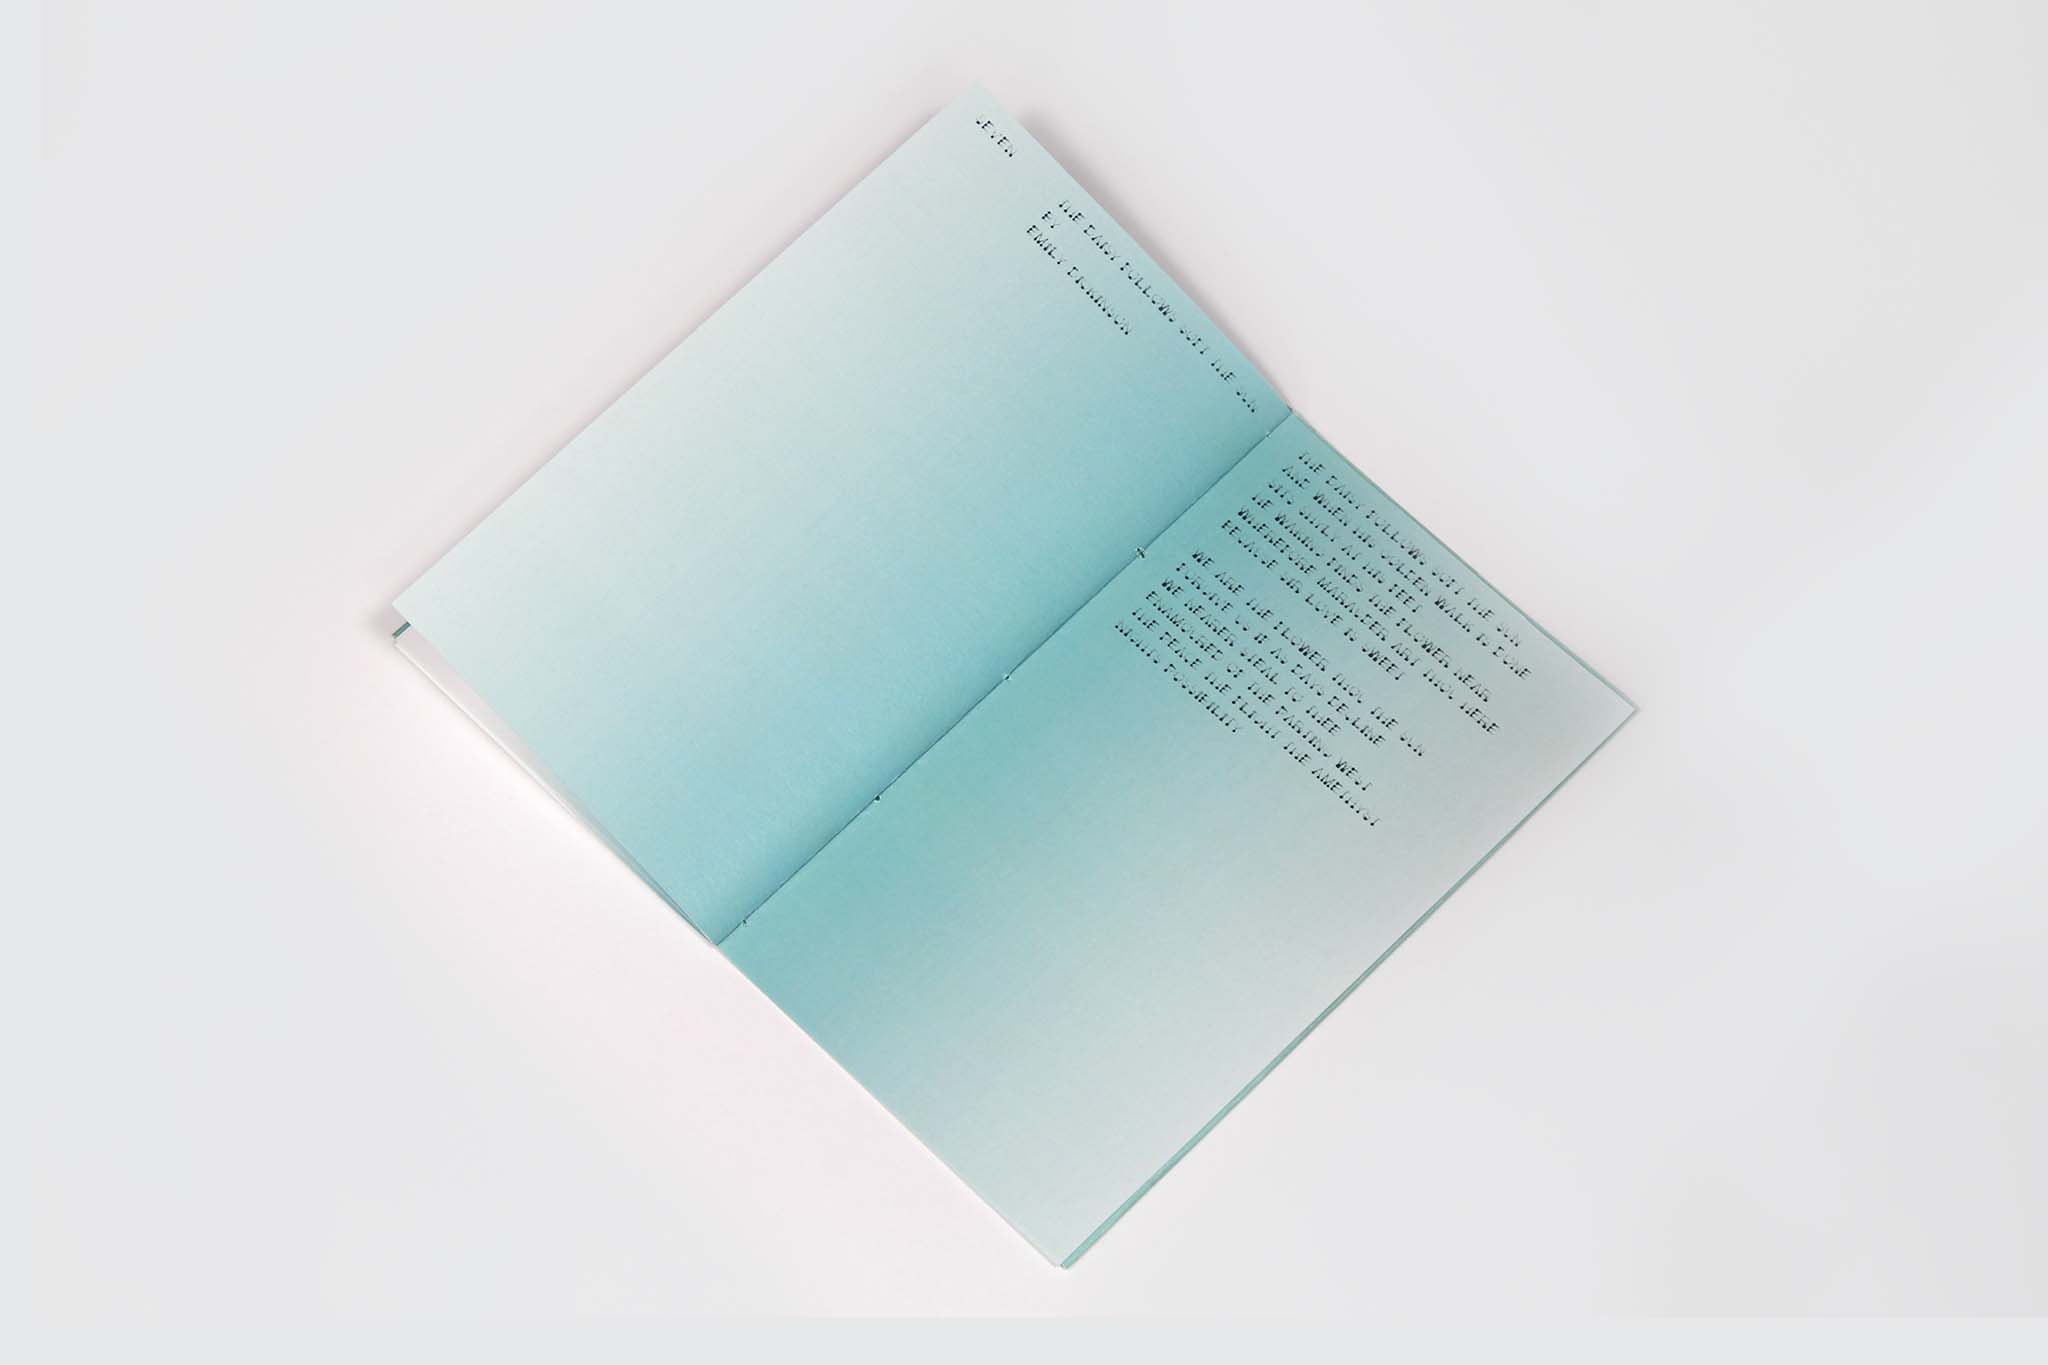 SEVEN
THE DAISY FOLLOWS SOFT THE SUN
BY
EMILY DICKINSON
THE DAISY FOLLOWS SOFT THE SUN
AND WHEN HIS GOLDEN WALK IS DONE
SITS SHYLY AT HIS FEET
HE WAKING FINDS THE FLOWER NEAR
WHEREFORE MARAUDER ART THOU HERE
BECAUSE SIR LOVE IS SWEET
WE ARE THE FLOWER THOU THE SUN
FORGIVE US IF AS DAYS DECLINE
WE NEARER STEAL TO THEE
ENAMOURED OF THE PARTING WEST
THE PEACE THE FLIGHT THE AMETHYST
NIGHTS POSSIBILITY